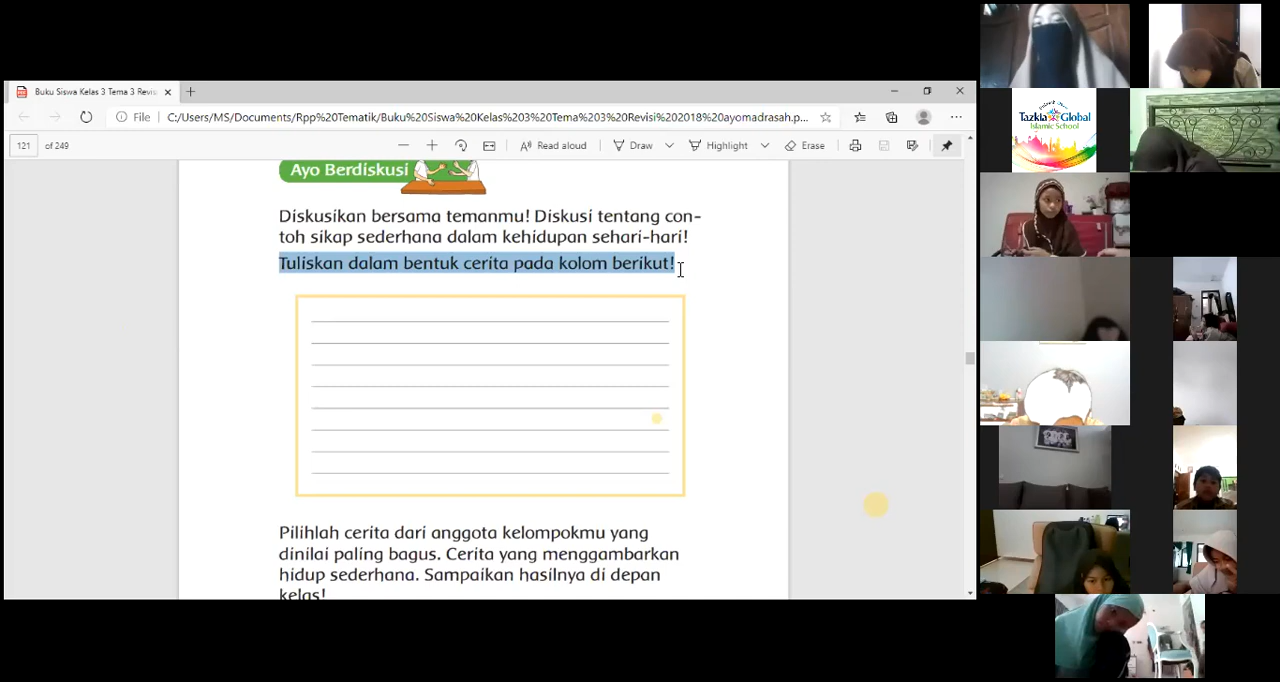 Buku Siswa Kelas 3 Tema 3 Revis
File
C:/Users/MS/Documents/Rpp%20Tematik/Buku%20Siswa%20Kelas%203%20Tema%203%20Revisi%202018%20ayomadrasah.p...
121 of 249
Read aloud
Draw
Highlight
Erase
Ayo Berdiskusi
Diskusikan bersama temanmu! Diskusi tentang con-
toh sikap sederhana dalam kehidupan sehari-hari!
Tuliskan dalam bentuk cerita pada kolom berikut!
Pilihlah cerita dari anggota kelompokmu yang
dinilai paling bagus. Cerita yang menggambarkan
hidup sederhana. Sampaikan hasilnya di depan
kelas!
Tazkia Global
Islamic School